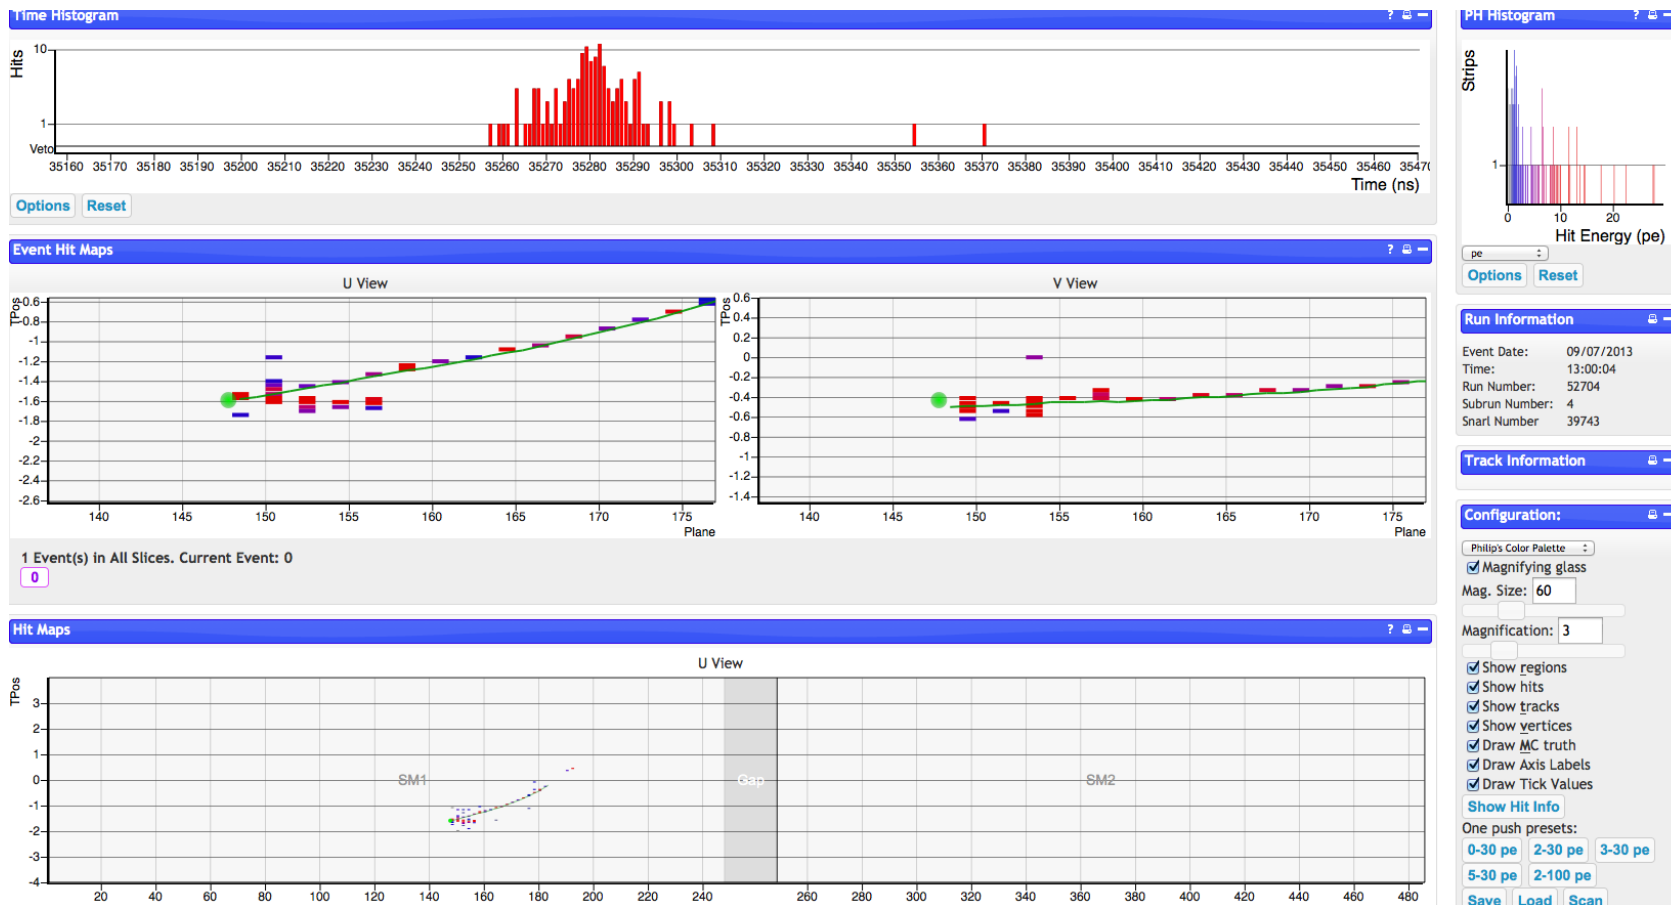 Time Histogram
? –
Hits
10
1
Veto
35160 35170 35180 35190 35200 35210 35220 35230 35240 35250 35260 35270 35280 35290 35300 35310 35320 35330 35340 35350 35360 35370 35380 35390 35400 35410 35420 35430 35440 35450 35460 3547
Time (ns)
Options Reset
PH Histogram
? –
Strips
1
0 10 20
Hit Energy (pe)
pe
Options Reset
Event Hit Maps
? –
U View
TPos
-0.6
-0.8
-1
-1.2
-1.4
-1.6
-1.8
-2
-2.2
-2.4
-2.6
140 145 150 155 160 165 170 175
Plane
V View
TPos
0.6
0.4
0.2
0
-0.2
-0.4
-0.6
-0.8
-1
-1.2
-1.4
140 145 150 155 160 165 170 175
Plane
1 Event(s) in All Slices. Current Event: 0
0
Run Information
Event Date: 09/07/2013
Time: 13:00:04
Run Number: 52704
Subrun Number: 4
Snarl Number 39743
Track Information
Configuration:
Philip's Color Palette
Magnifying glass
Mag. Size: 60
Magnification: 3
Show regions
Show hits
Show tracks
Show vertices
Draw MC truth
Draw Axis Labels
Draw Tick Values
Show Hit Info
One push presets:
0-30 pe 2-30 pe 3-30 pe
5-30 pe 2-100 pe
Save Load Scan
Hit Maps
? –
U View
TPos
3
2
1
0
-1
-2
-3
-4
SM1 Gap SM2
20 40 60 80 100 120 140 160 180 200 220 240 260 280 300 320 340 360 380 400 420 440 460 480